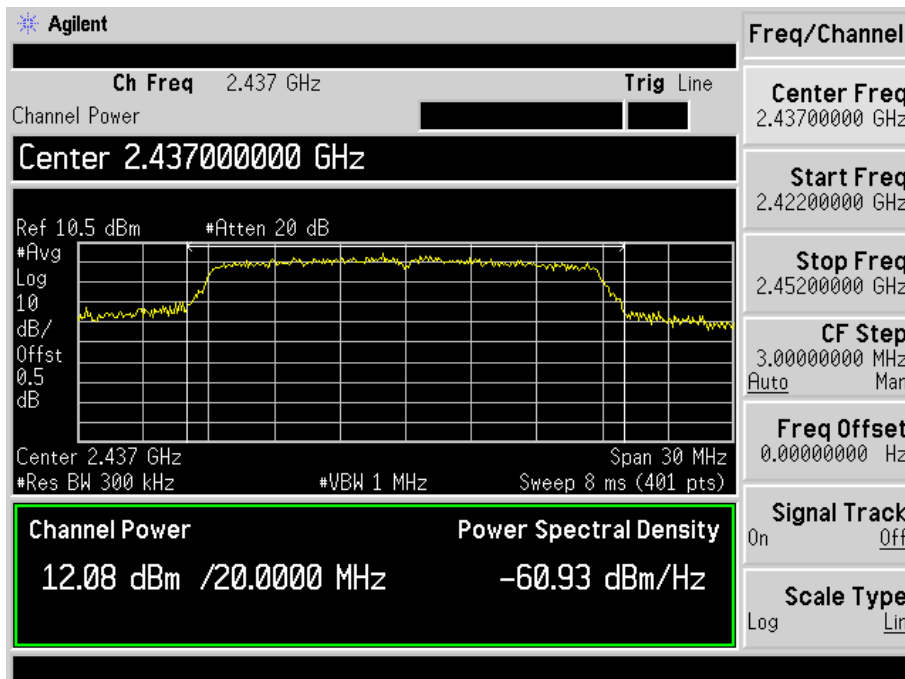 Agilent
Freq/Channel
Ch Freq 2.437 GHz Trig Line
Channel Power
Center 2.437000000 GHz
Ref 10.5 dBm #Atten 20 dB
#Avg
Log
10
dB/
Offst
0.5
dB
Center 2.437 GHz Span 30 MHz
#Res BW 300 kHz #VBW 1 MHz Sweep 8 ms (401 pts)
Channel Power Power Spectral Density
12.08 dBm /20.0000 MHz -60.93 dBm/Hz
Center Freq
2.43700000 GHz
Start Freq
2.42200000 GHz
Stop Freq
2.45200000 GHz
CF Step
3.00000000 MHz
Auto Man
Freq Offset
0.00000000 Hz
Signal Track
On Off
Scale Type
Log Lin